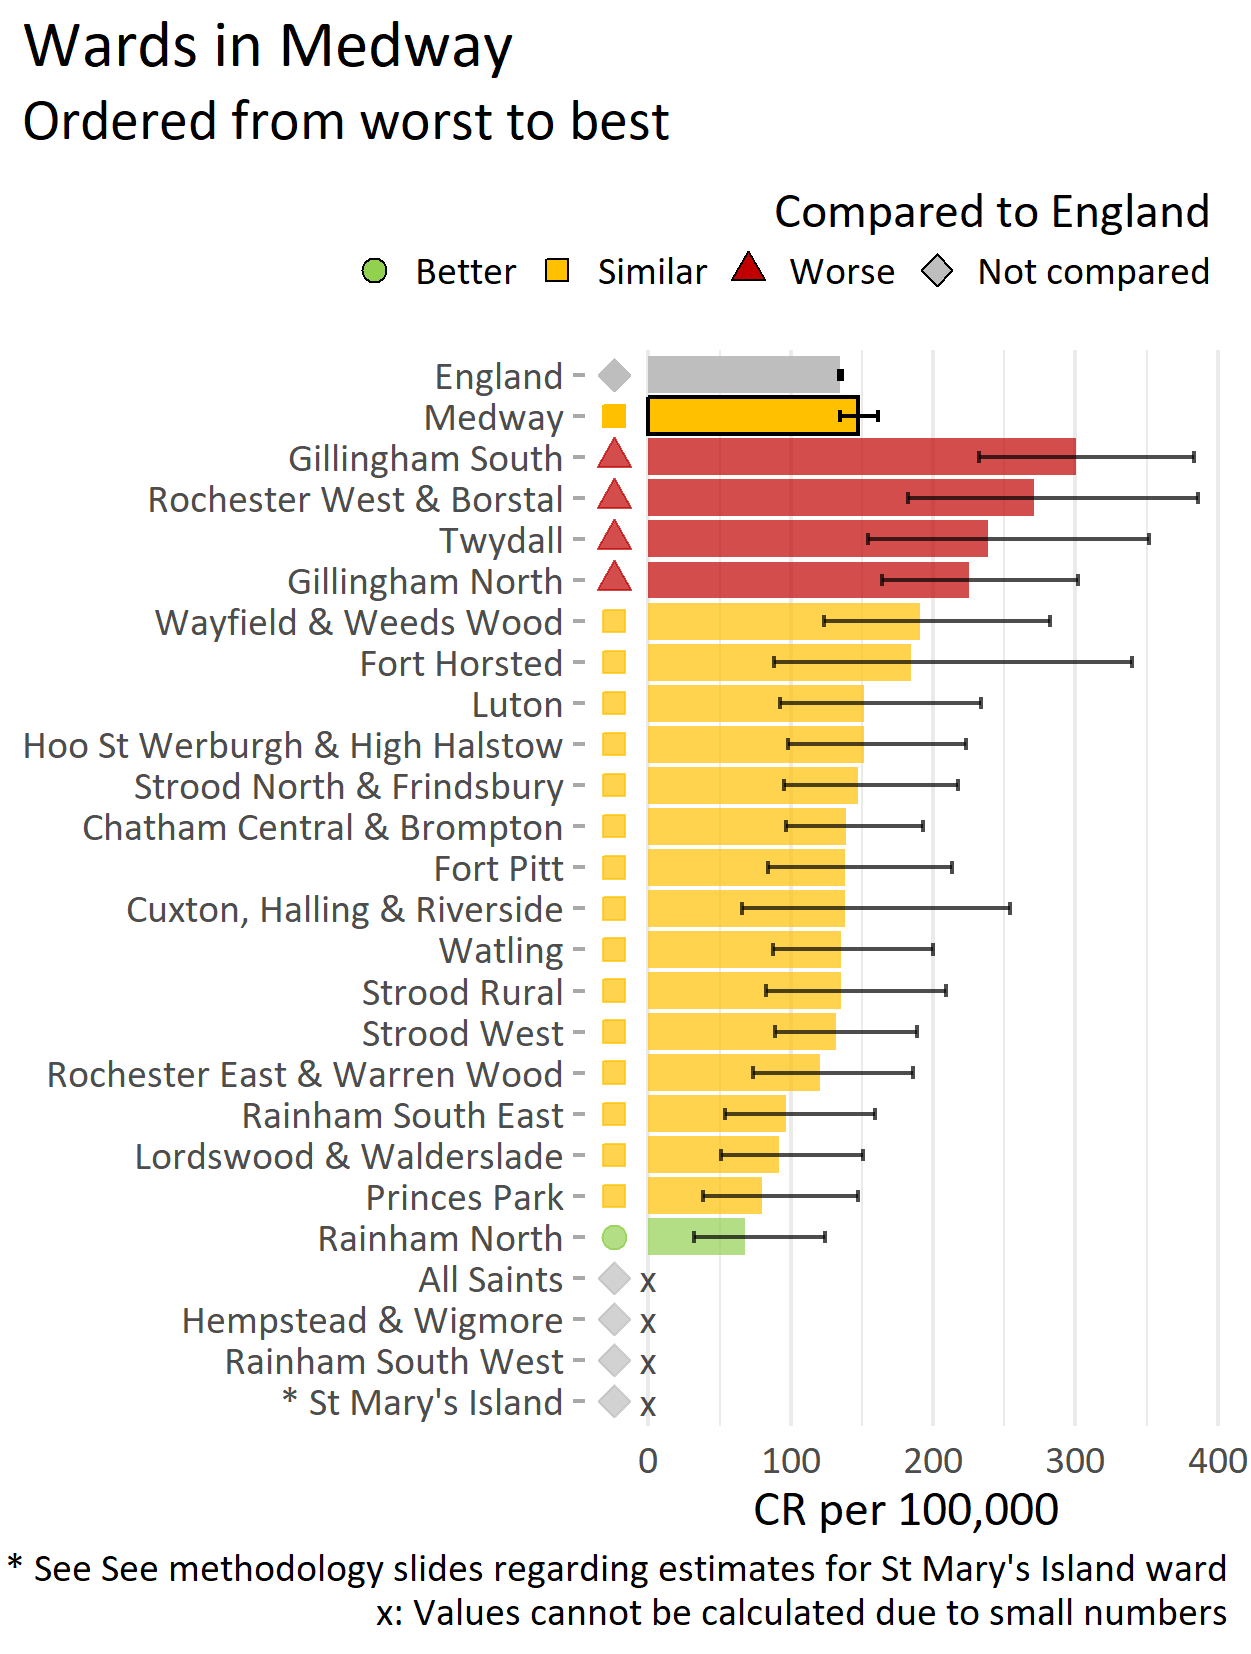 Wards in Medway
Ordered from worst to best
Compared to England
Better Similar Worse Not compared
England
Medway
Gillingham South
Rochester West & Borstal
Twydall
Gillingham North
Wayfield & Weeds Wood
Fort Horsted
Luton
Hoo St Werburgh & High Halstow
Strood North & Frindsbury
Chatham Central & Brompton
Fort Pitt
Cuxton, Halling & Riverside
Watling
Strood Rural
Strood West
Rochester East & Warren Wood
Rainham South East
Lordswood & Walderslade
Princes Park
Rainham North
All Saints x
Hempstead & Wigmore x
Rainham South West x
* St Mary's Island x
0 100 200 300 400
CR per 100,000
* See See methodology slides regarding estimates for St Mary's Island ward
x: Values cannot be calculated due to small numbers